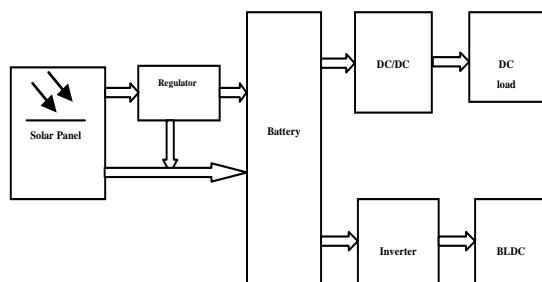 Solar Panel
Regulator
Battery
DC/DC
DC
load
Inverter
BLDC